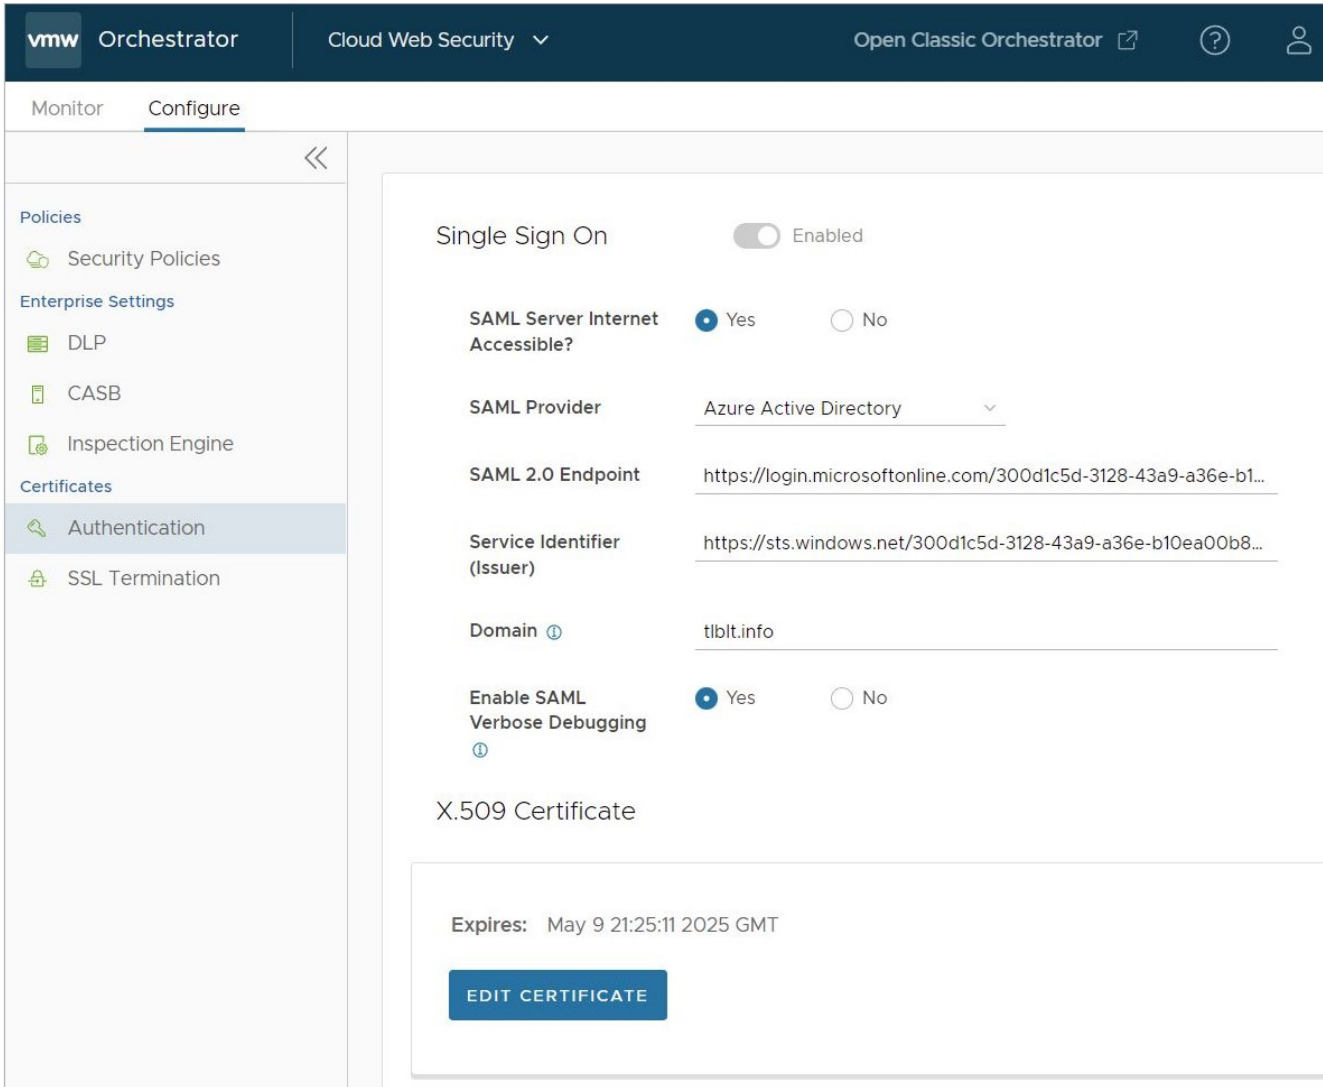 vmw Orchestrator Cloud Web Security Open Classic Orchestrator
Monitor Configure
Policies
Security Policies
Enterprise Settings
DLP
CASB
Inspection Engine
Certificates
Authentication
SSL Termination
Single Sign On Enabled
SAML Server Internet
Accessible?
Yes No
SAML Provider Azure Active Directory
SAML 2.0 Endpoint https://login.microsoftonline.com/300d1c5d-3128-43a9-a36e-b1...
Service Identifier
(Issuer)
https://sts.windows.net/300d1c5d-3128-43a9-a36e-b10ea00b8...
Domain tlblt.info
Enable SAML
Verbose Debugging
Yes No
X.509 Certificate
Expires: May 9 21:25:11 2025 GMT
EDIT CERTIFICATE